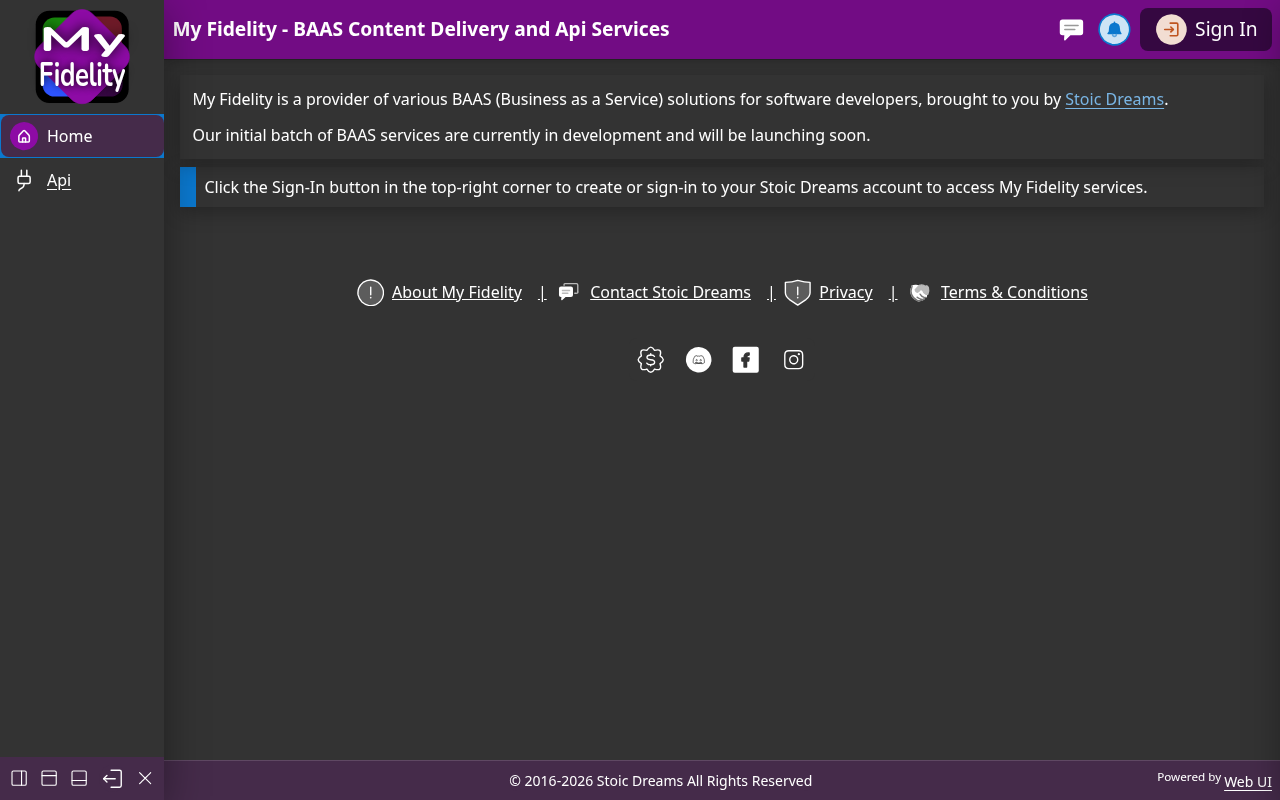 My
Fidelity
My Fidelity - BAAS Content Delivery and Api Services
Sign In
Home
Api
My Fidelity is a provider of various BAAS (Business as a Service) solutions for software developers, brought to you by Stoic Dreams.
Our initial batch of BAAS services are currently in development and will be launching soon.
Click the Sign-In button in the top-right corner to create or sign-in to your Stoic Dreams account to access My Fidelity services.
About My Fidelity | Contact Stoic Dreams | Privacy | Terms & Conditions
© 2016-2026 Stoic Dreams All Rights Reserved
Powered by Web UI